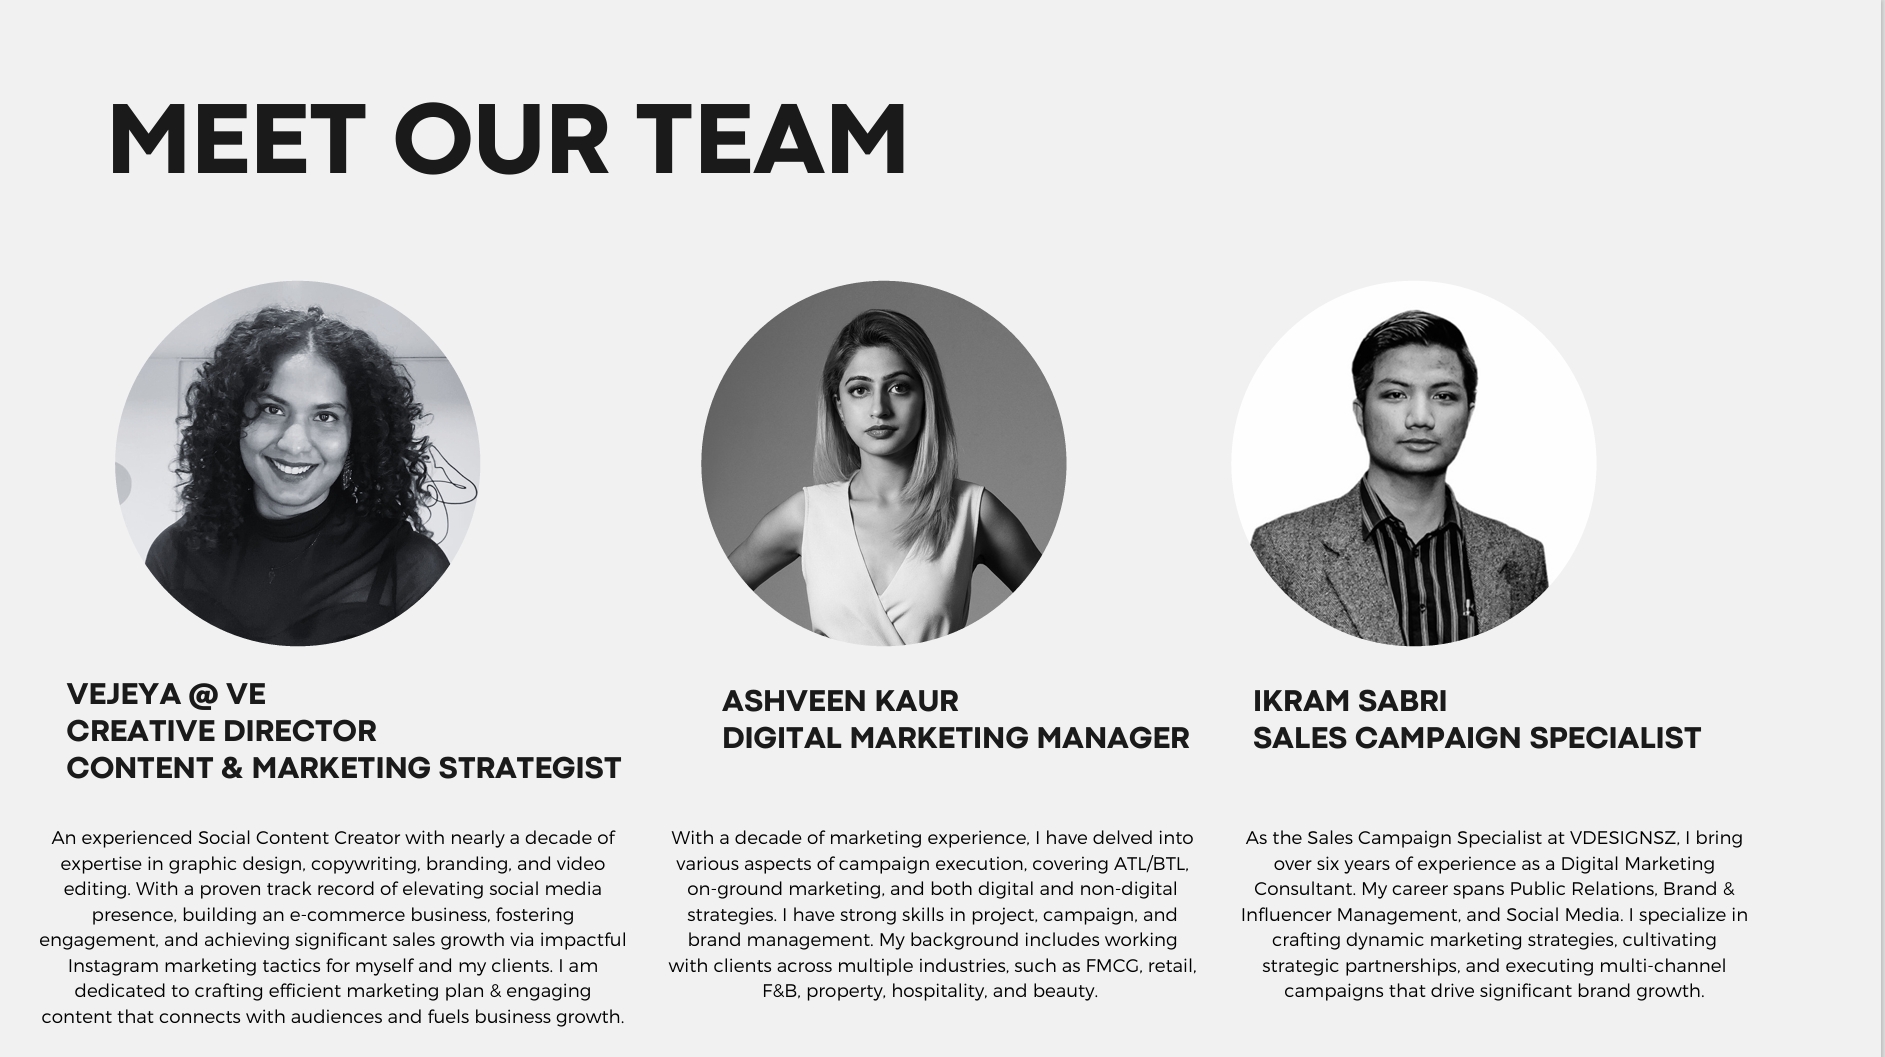 MEET OUR TEAM
VEJEYA @ VE
CREATIVE DIRECTOR
CONTENT & MARKETING STRATEGIST
An experienced Social Content Creator with nearly a decade of
expertise in graphic design, copywriting, branding, and video
editing. With a proven track record of elevating social media
presence, building an e-commerce business, fostering
engagement, and achieving significant sales growth via impactful
Instagram marketing tactics for myself and my clients. I am
dedicated to crafting efficient marketing plan & engaging
content that connects with audiences and fuels business growth.
ASHVEEN KAUR
DIGITAL MARKETING MANAGER
With a decade of marketing experience, I have delved into
various aspects of campaign execution, covering ATL/BTL,
on-ground marketing, and both digital and non-digital
strategies. I have strong skills in project, campaign, and
brand management. My background includes working
with clients across multiple industries, such as FMCG, retail,
F&B, property, hospitality, and beauty.
IKRAM SABRI
SALES CAMPAIGN SPECIALIST
As the Sales Campaign Specialist at VDESIGNSZ, I bring
over six years of experience as a Digital Marketing
Consultant. My career spans Public Relations, Brand &
Influencer Management, and Social Media. I specialize in
crafting dynamic marketing strategies, cultivating
strategic partnerships, and executing multi-channel
campaigns that drive significant brand growth.